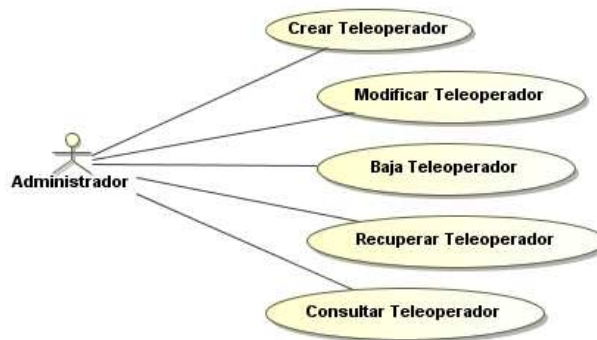 Crear Teleoperador
Modificar Teleoperador
Baja Teleoperador
Administrador
Recuperar Teleoperador
Consultar Teleoperador